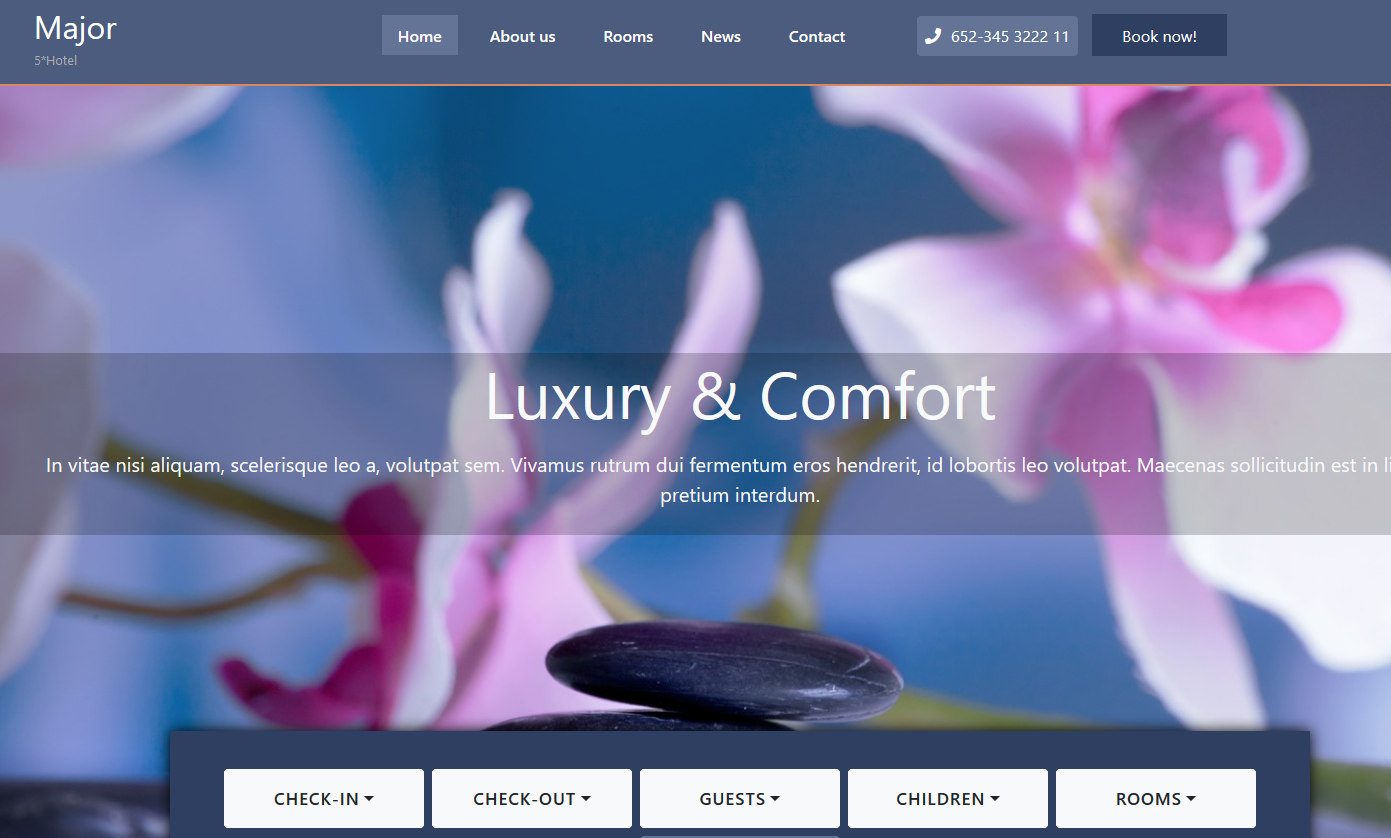 Major
5*Hotel
Home
About us
Rooms
News
Contact
652-345 3222 11
Book now!
Luxury & Comfort
In vitae nisi aliquam, scelerisque leo a, volutpat sem. Vivamus rutrum dui fermentum eros hendrerit, id lobortis leo volutpat. Maecenas sollicitudin est in
pretium interdum.
CHECK-IN
CHECK-OUT
GUESTS
CHILDREN
ROOMS